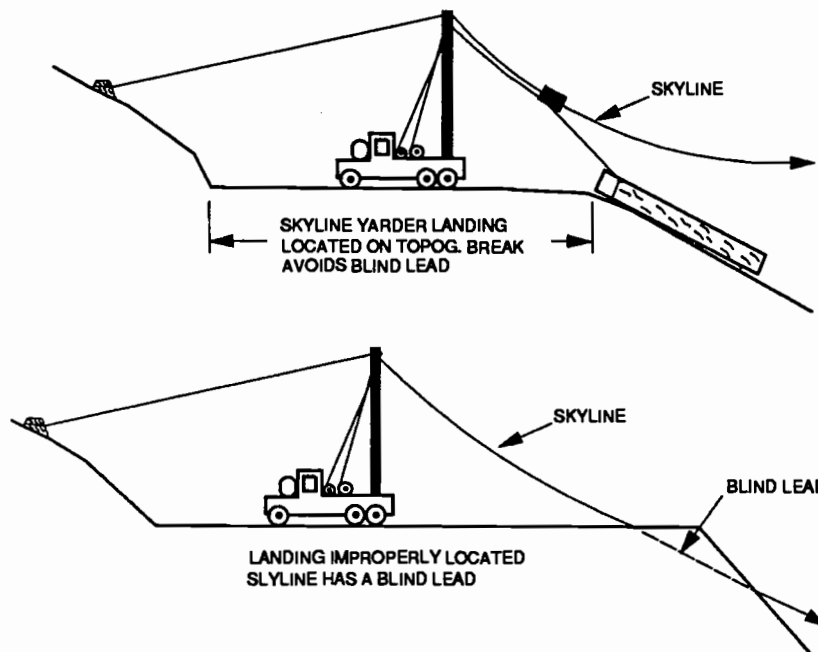 SKYLINE
SKYLINE YARDER LANDING
LOCATED ON TOPOG. BREAK
AVOIDS BLIND LEAD
SKYLINE
BLIND LEAD
LANDING IMPROPERLY LOCATED
SLYLINE HAS A BLIND LEAD